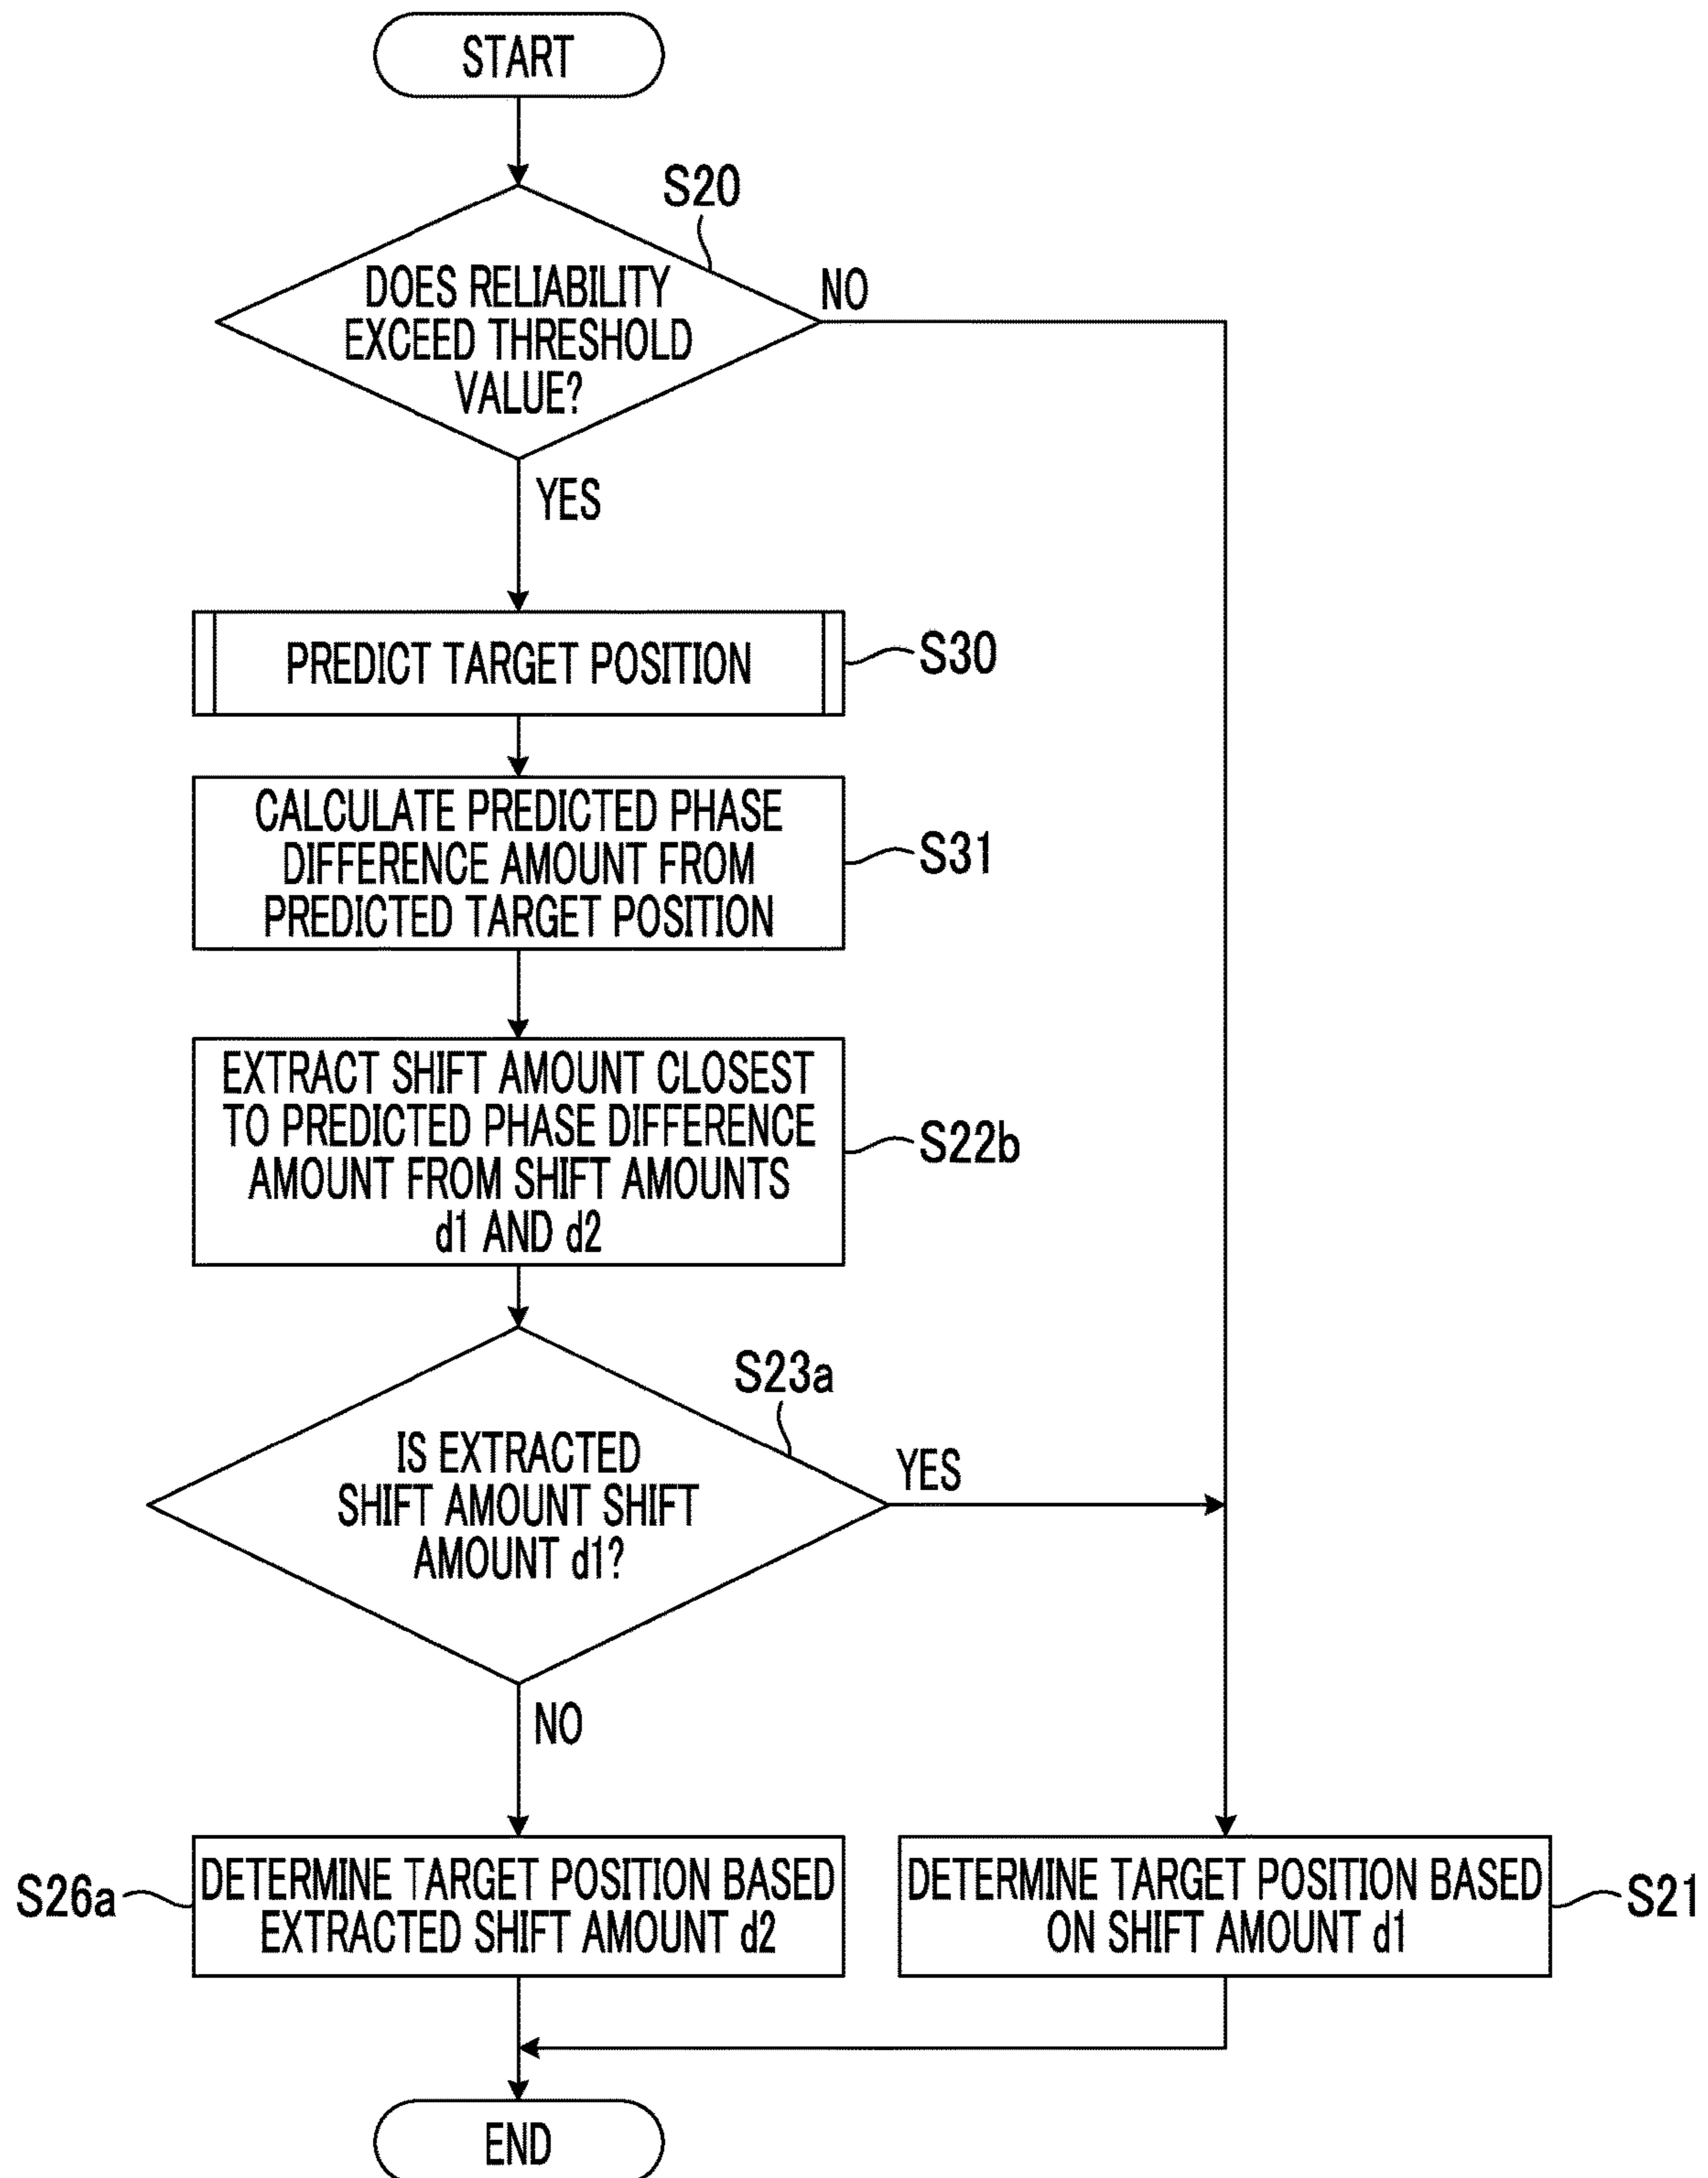 START
S20
DOES RELIABILITY
EXCEED THRESHOLD
VALUE?
NO
YES
PREDICT TARGET POSITION
S30
CALCULATE PREDICTED PHASE
DIFFERENCE AMOUNT FROM
PREDICTED TARGET POSITION
S31
EXTRACT SHIFT AMOUNT CLOSEST
TO PREDICTED PHASE DIFFERENCE
AMOUNT FROM SHIFT AMOUNTS
d1 AND d2
S22b
S23a
IS EXTRACTED
SHIFT AMOUNT SHIFT
AMOUNT d1?
YES
NO
S26a
DETERMINE TARGET POSITION BASED
EXTRACTED SHIFT AMOUNT d2
DETERMINE TARGET POSITION BASED
ON SHIFT AMOUNT d1
S21
END